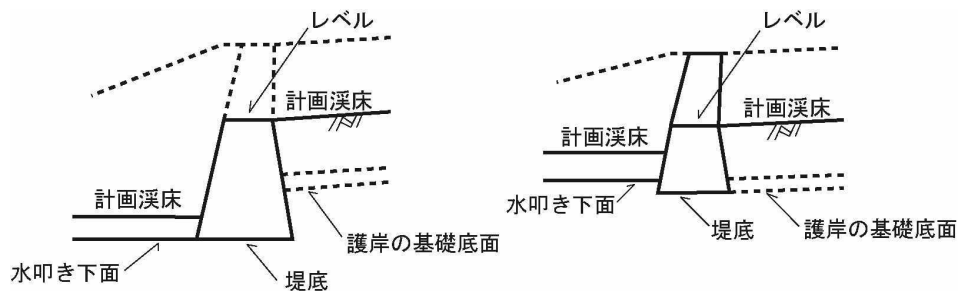 レベル
計画渓床
計画渓床
水叩き下面
堤底
護岸の基礎底面
レベル
計画渓床
計画渓床
水叩き下面
堤底
護岸の基礎底面